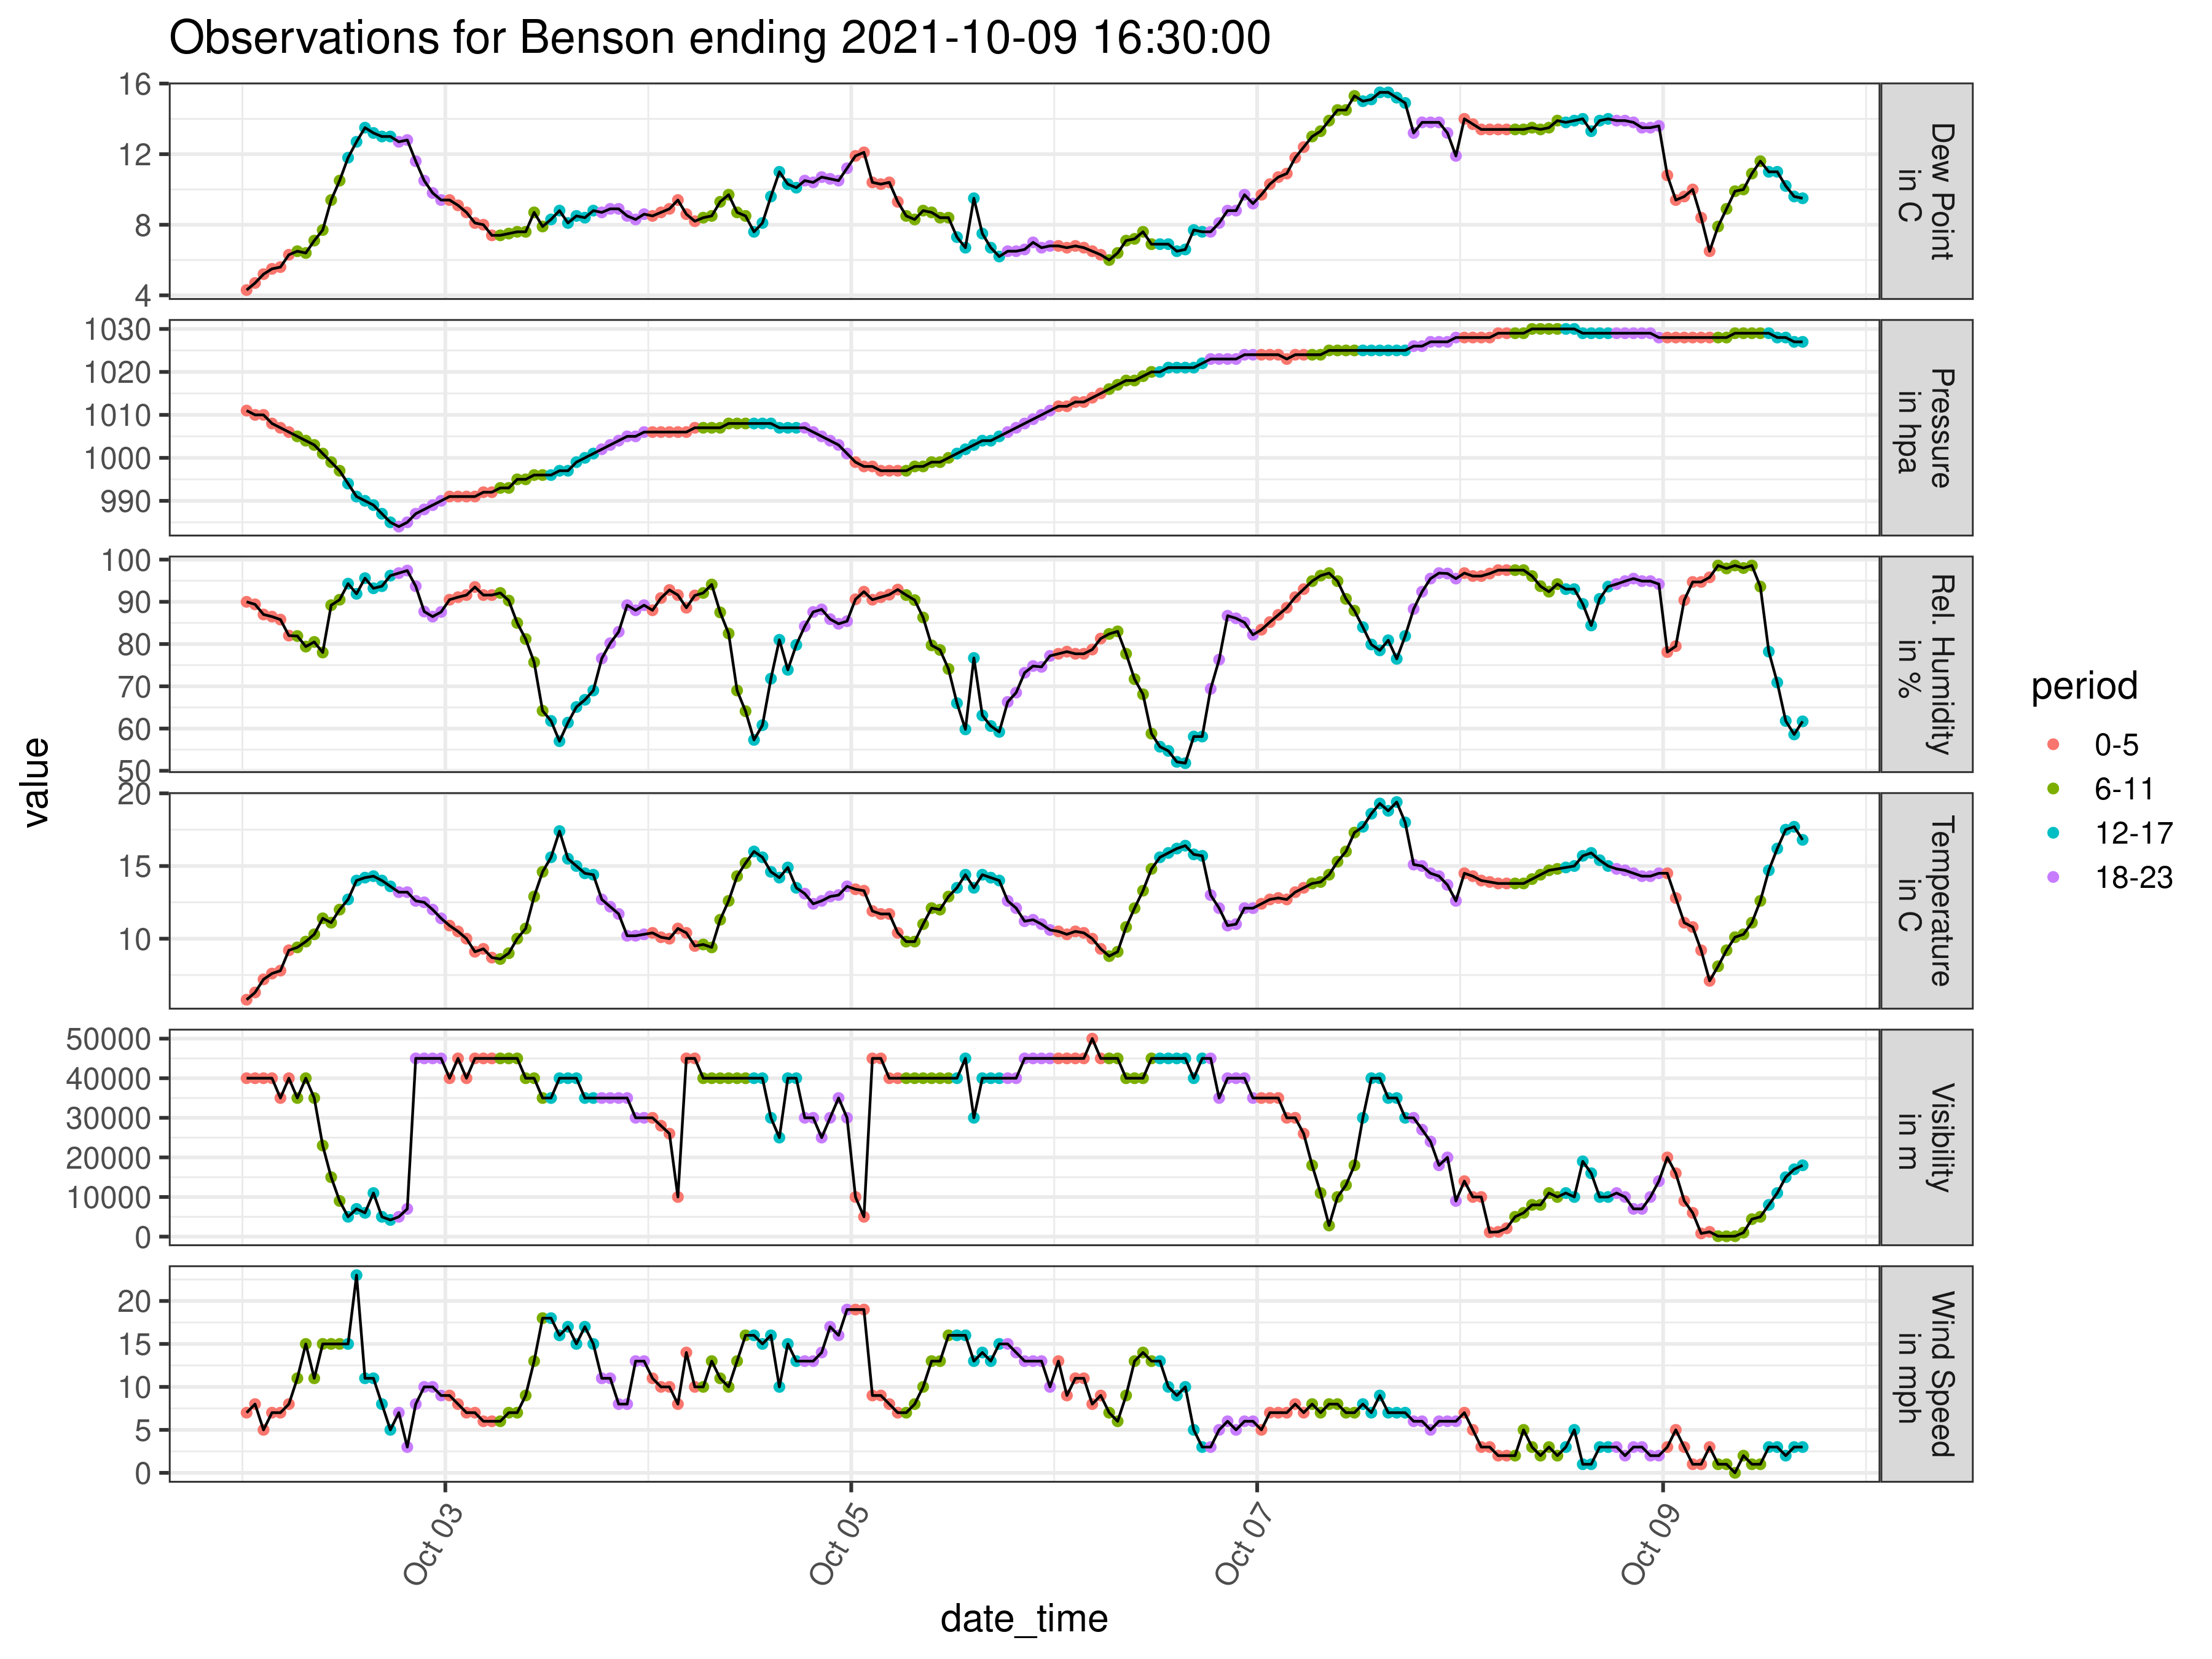 Observations for Benson ending 2021-10-09 16:30:00
value
16
12
8
4
Dew Point
in C
1030
1020
1010
1000
990
Pressure
in hpa
100
90
80
70
60
50
Rel. Humidity
in %
20
15
10
Temperature
in C
50000
40000
30000
20000
10000
0
Visibility
in m
20
15
10
5
0
Wind Speed
in mph
Oct 03
Oct 05
Oct 07
Oct 09
date_time
period
0-5
6-11
12-17
18-23